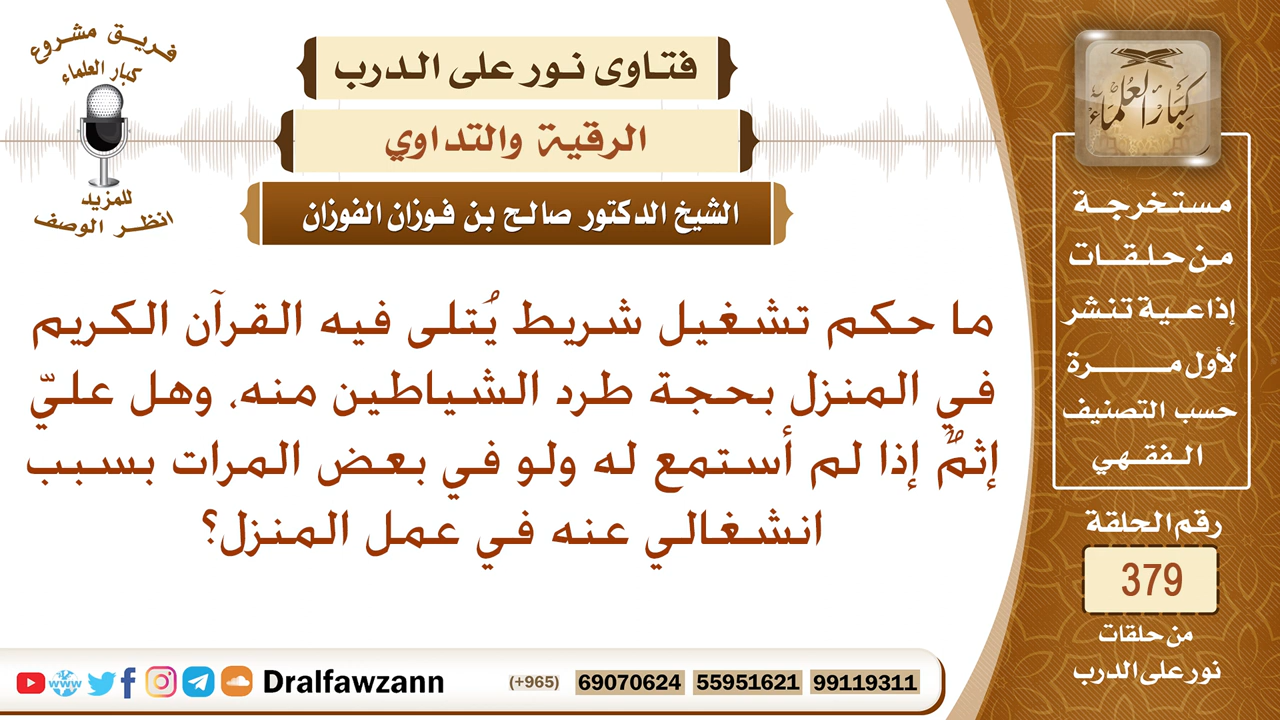 فريق مشروع
كبار العلماء
للمزيد
انظر الوصف
فتاوى نور على الدرب
الرقية والتداوي
الشيخ الدكتور صالح بن فوزان الفوزان
ما حكم تشغيل شريط يُتلى فيه القرآن الكريم
في المنزل بحجة طرد الشياطين منه، وهل عليّ
إثمٌ إذا لم أستمع له ولو في بعض المرات بسبب
انشغالي عنه في عمل المنزل؟
كبار العلماء
مستخرجة
من حلقات
إذاعية تنشر
لأول مرة
حسب التصنيف
الفقهي
رقم الحلقة
379
من حلقات
نور على الدرب
www Dralfawzann (+965) 69070624 55951621 99119311